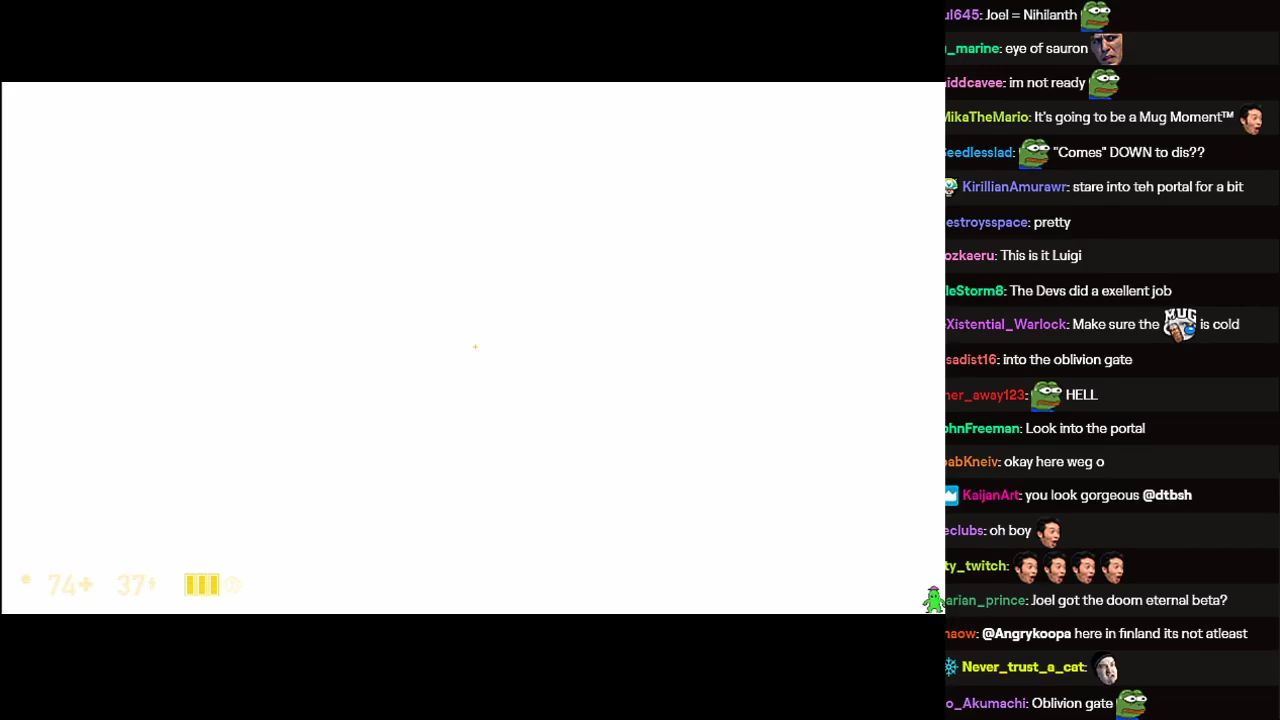 ul645: Joel = Nihilanth
_marine: eye of sauron
iddcavee: im not ready
MikaTheMario: It's going to be a Mug Moment™
eedlesslad: "Comes" DOWN to dis??
KirillianAmurawr: stare into teh portal for a bit
estroysspace: pretty
ozkaeru: This is it Luigi
leStorm8: The Devs did a exellent job
Xistential_Warlock: Make sure the MUG is cold
sadist16: into the oblivion gate
her_away123: HELL
ohnFreeman: Look into the portal
babKneiv: okay here weg o
KaijanArt: you look gorgeous @dtbsh
eclubs: oh boy
ty_twitch:
arian_prince: Joel got the doom eternal beta?
haow: @Angrykoopa here in finland its not atleast
Never_trust_a_cat:
o_Akumachi: Oblivion gate
74+ 37